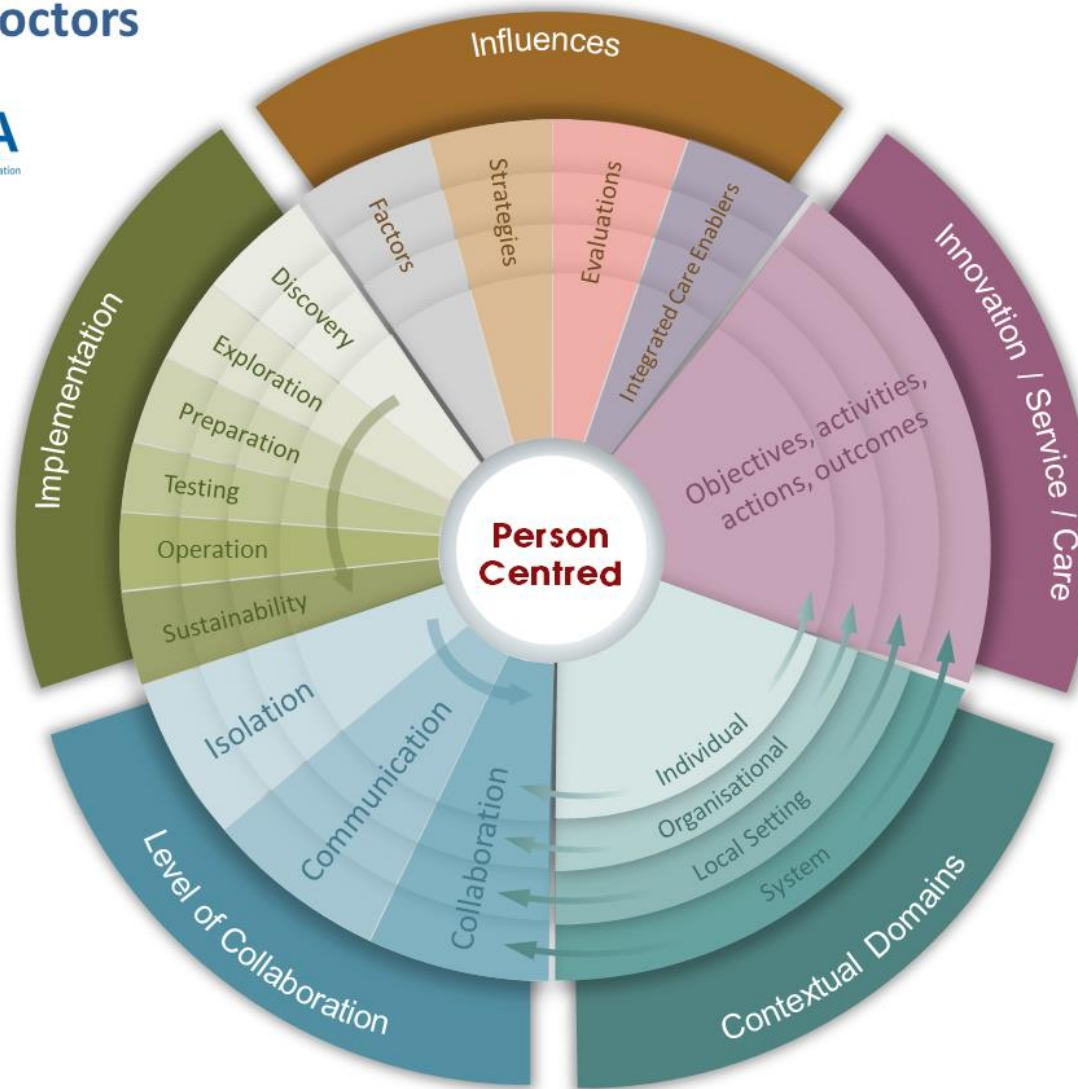 octors
A
ation
Influences
Factors
Strategies
Evaluations
Integrated Care Enablers
Innovation / Service / Care
Objectives, activities,
actions, outcomes
Implementation
Discovery
Exploration
Preparation
Testing
Operation
Sustainability
Person
Centred
Isolation
Communication
Collaboration
Level of Collaboration
Individual
Organisational
Local Setting
System
Contextual Domains